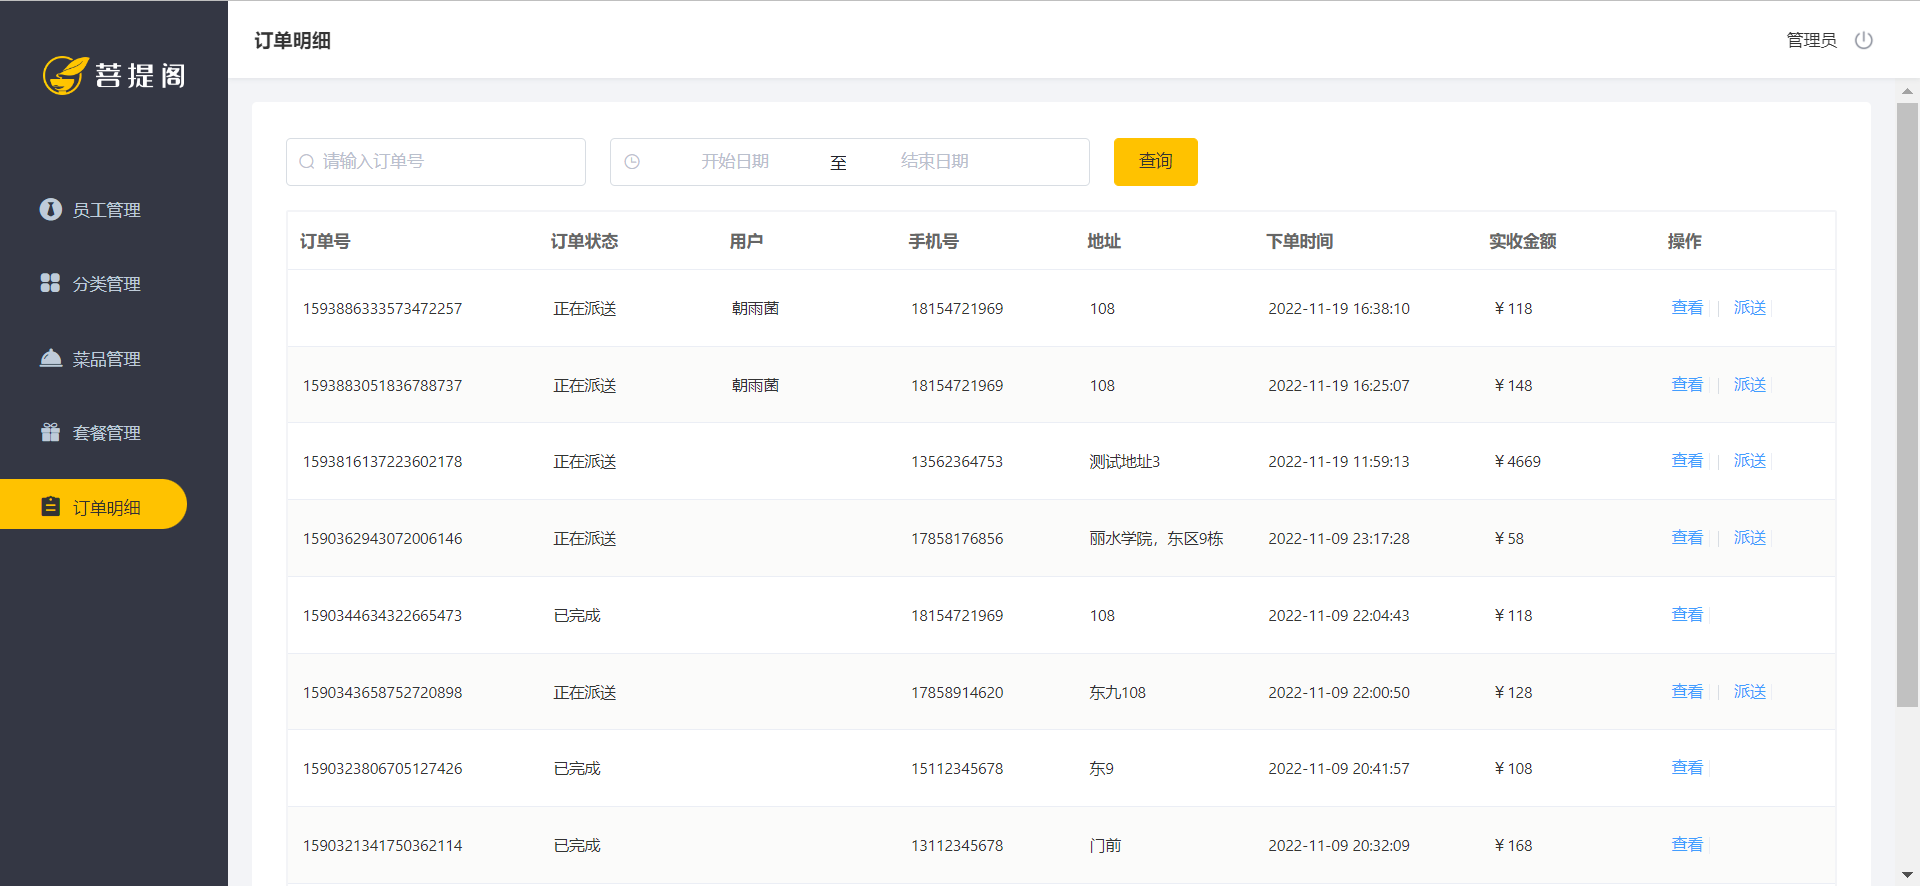 菩提阁
员工管理
分类管理
菜品管理
套餐管理
订单明细
订单明细
管理员
请输入订单号 开始日期 至 结束日期 查询
订单号 订单状态 用户 手机号 地址 下单时间 实收金额 操作
1593886333573472257 正在派送 朝雨菌 18154721969 108 2022-11-19 16:38:10 ￥118 查看 | 派送
1593883051836788737 正在派送 朝雨菌 18154721969 108 2022-11-19 16:25:07 ￥148 查看 | 派送
1593816137223602178 正在派送 13562364753 测试地址3 2022-11-19 11:59:13 ￥4669 查看 | 派送
1590362943072006146 正在派送 17858176856 丽水学院，东区9栋 2022-11-09 23:17:28 ￥58 查看 | 派送
1590344634322665473 已完成 18154721969 108 2022-11-09 22:04:43 ￥118 查看
1590343658752720898 正在派送 17858914620 东九108 2022-11-09 22:00:50 ￥128 查看 | 派送
1590323806705127426 已完成 15112345678 东9 2022-11-09 20:41:57 ￥108 查看
1590321341750362114 已完成 13112345678 门前 2022-11-09 20:32:09 ￥168 查看